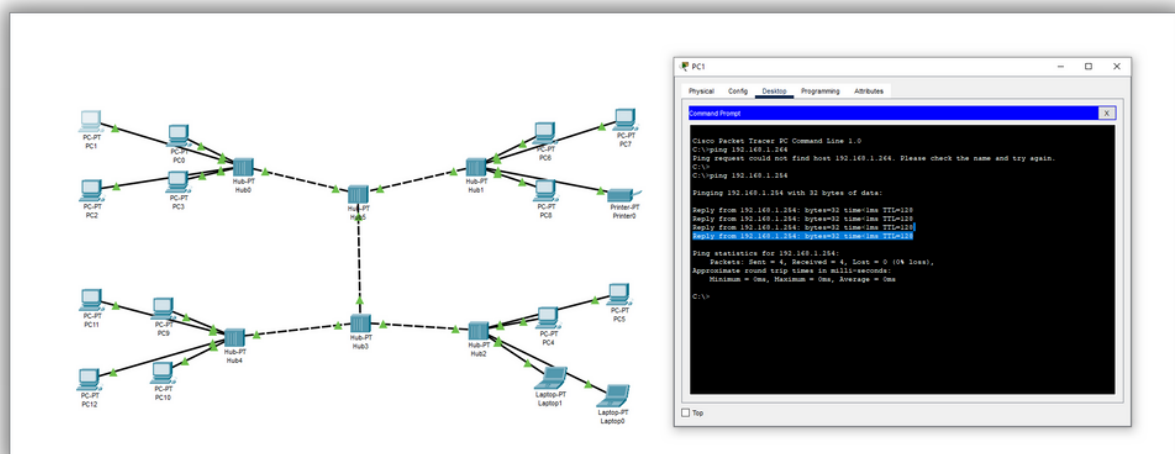 PC-PT
PC1
PC-PT
PC0
PC-PT
PC2
PC-PT
PC3
Hub-PT
Hub0
Hub-PT
Hub5
Hub-PT
Hub1
PC-PT
PC6
PC-PT
PC7
PC-PT
PC8
Printer-PT
Printer0
PC-PT
PC11
PC-PT
PC9
PC-PT
PC12
PC-PT
PC10
Hub-PT
Hub4
Hub-PT
Hub3
Hub-PT
Hub2
PC-PT
PC4
PC-PT
PC5
Laptop-PT
Laptop1
Laptop-PT
Laptop0
PC1
Physical Config Desktop Programming Attributes
Command Prompt X
Cisco Packet Tracer PC Command Line 1.0
C:\>ping 192.168.1.264
Ping request could not find host 192.168.1.264. Please check the name and try again.
C:\>
C:\>ping 192.168.1.254
Pinging 192.168.1.254 with 32 bytes of data:
Reply from 192.168.1.254: bytes=32 time<1ms TTL=128
Reply from 192.168.1.254: bytes=32 time<1ms TTL=128
Reply from 192.168.1.254: bytes=32 time<1ms TTL=128
Reply from 192.168.1.254: bytes=32 time<1ms TTL=128
Ping statistics for 192.168.1.254:
Packets: Sent = 4, Received = 4, Lost = 0 (0% loss),
Approximate round trip times in milli-seconds:
Minimum = 0ms, Maximum = 0ms, Average = 0ms
C:\>
Top